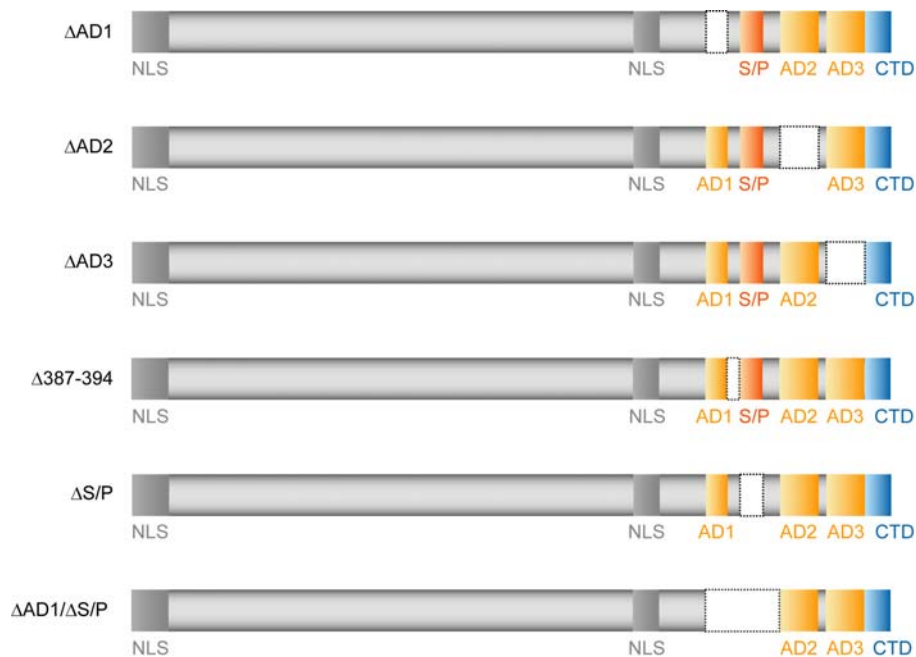 ΔAD1
NLS NLS S/P AD2 AD3 CTD
ΔAD2
NLS NLS AD1 S/P AD3 CTD
ΔAD3
NLS NLS AD1 S/P AD2 CTD
Δ387-394
NLS NLS AD1 S/P AD2 AD3 CTD
ΔS/P
NLS NLS AD1 AD2 AD3 CTD
ΔAD1/ΔS/P
NLS NLS AD2 AD3 CTD